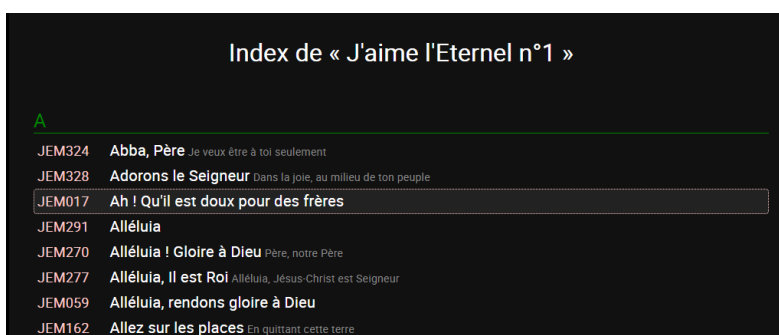 Index de « J'aime l'Eternel n°1 »
A
JEM324 Abba, Père Je veux être à toi seulement
JEM328 Adorons le Seigneur Dans la joie, au milieu de ton peuple
JEM017 Ah ! Qu'il est doux pour des frères
JEM291 Alléluia
JEM270 Alléluia ! Gloire à Dieu Père, notre Père
JEM277 Alléluia, Il est Roi Alléluia, Jésus-Christ est Seigneur
JEM059 Alléluia, rendons gloire à Dieu
JEM162 Allez sur les places En quittant cette terre